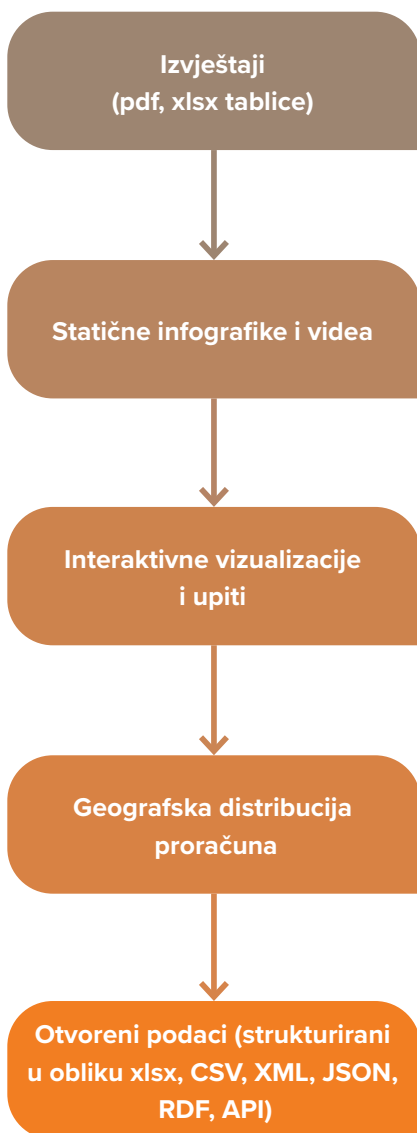 Izvještaji
(pdf, xlsx tablice)
Statične infografike i videa
Interaktivne vizualizacije
i upiti
Geografska distribucija
proračuna
Otvoreni podaci (strukturirani
u obliku xlsx, CSV, XML, JSON,
RDF, API)